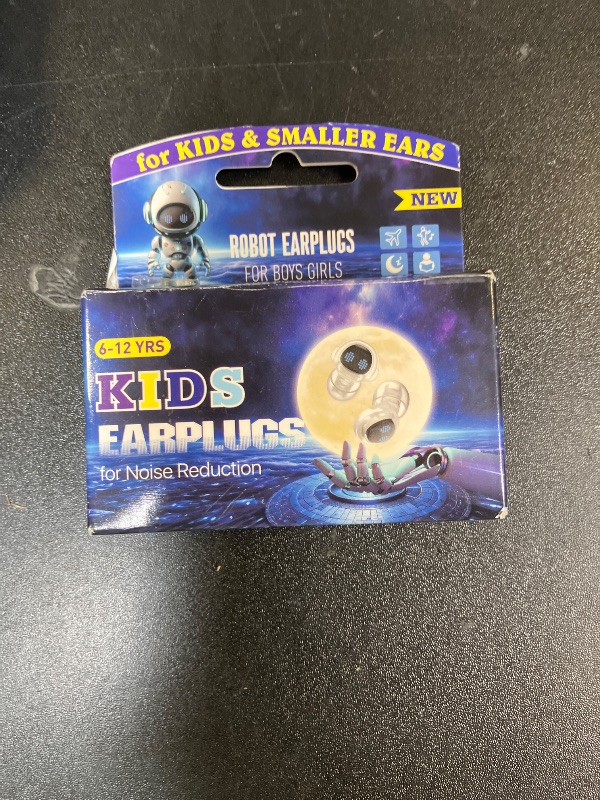 for KIDS & SMALLER EARS
NEW
ROBOT EARPLUGS
FOR BOYS GIRLS
6-12 YRS
KIDS
EARPLUGS
for Noise Reduction